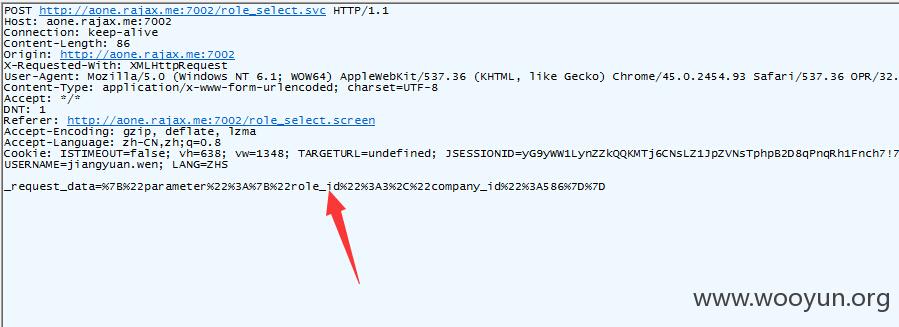 POST http://aone.rajax.me:7002/role_select.svc HTTP/1.1
Host: aone.rajax.me:7002
Connection: keep-alive
Content-Length: 86
Origin: http://aone.rajax.me:7002
X-Requested-With: XMLHttpRequest
User-Agent: Mozilla/5.0 (Windows NT 6.1; WOW64) AppleWebKit/537.36 (KHTML, like Gecko) Chrome/45.0.2454.93 Safari/537.36 OPR/32.
Content-Type: application/x-www-form-urlencoded; charset=UTF-8
Accept: */*
DNT: 1
Referer: http://aone.rajax.me:7002/role_select.screen
Accept-Encoding: gzip, deflate, lzma
Accept-Language: zh-CN,zh;q=0.8
Cookie: ISTIMEOUT=false; vh=638; vw=1348; TARGETURL=undefined; JSESSIONID=yG9yWW1LynZZkQQKMTj6CNsLZ1JpZVNsTphpB2D8qPnqRh1Fnch7!7
USERNAME=jiangyun.wen; LANG=ZHS
_request_data=%7B%22parameter%22%3A%7B%22role_id%22%3A3%2C%22company_id%22%3A586%7D%7D
www.wooyun.org